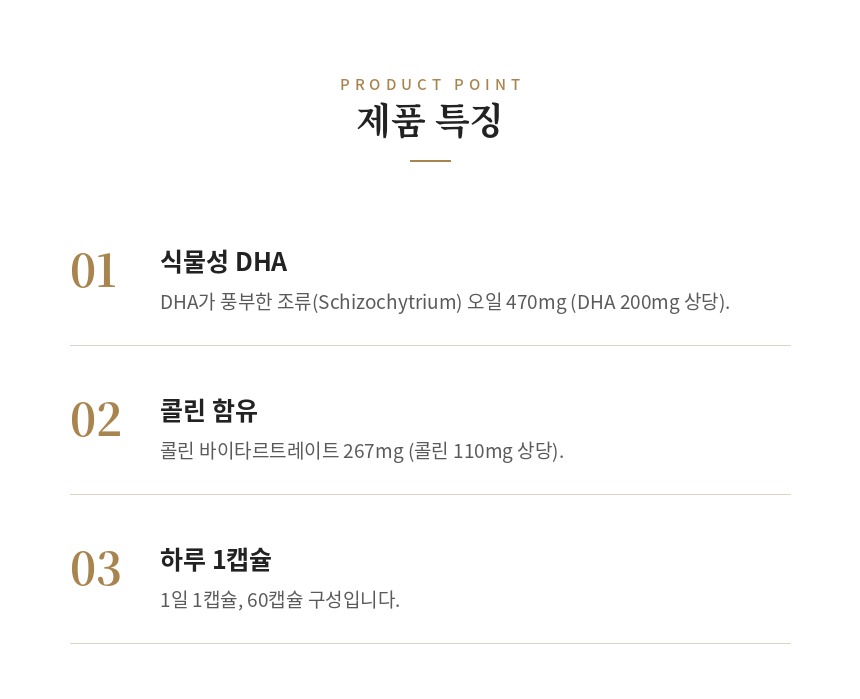 PRODUCT POINT
제품 특징
01
식물성 DHA
DHA가 풍부한 조류(Schizochytrium) 오일 470mg (DHA 200mg 상당).
02
콜린 함유
콜린 바이타르트레이트 267mg (콜린 110mg 상당).
03
하루 1캡슐
1일 1캡슐, 60캡슐 구성입니다.